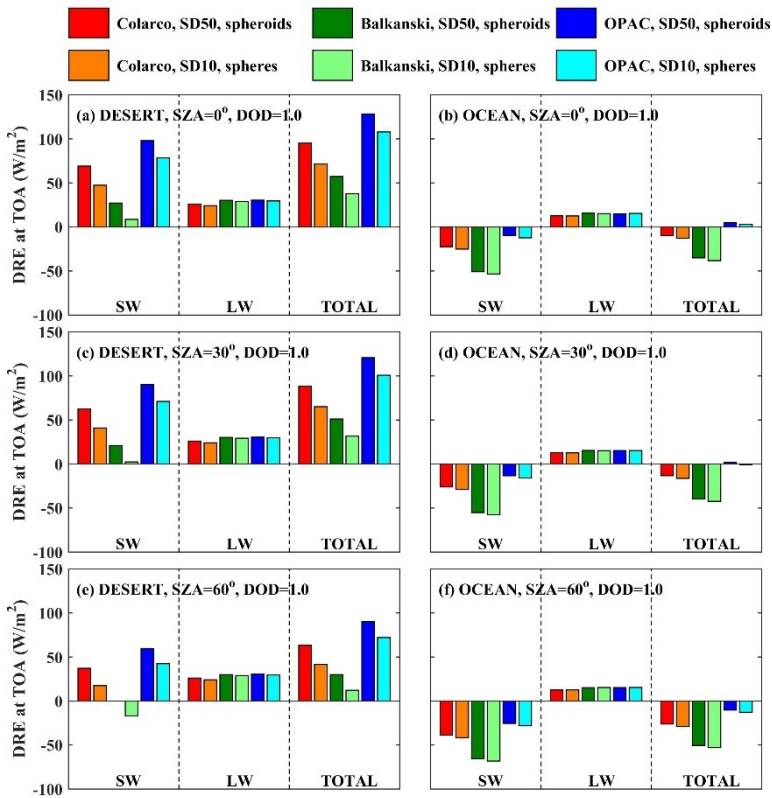 Colarco, SD50, spheroids
Balkanski, SD50, spheroids
OPAC, SD50, spheroids
Colarco, SD10, spheres
Balkanski, SD10, spheres
OPAC, SD10, spheres
DRE at TOA (W/m²)
150
100
50
0
-50
-100
(a) DESERT, SZA=0°, DOD=1.0
SW
LW
TOTAL
(b) OCEAN, SZA=0°, DOD=1.0
SW
LW
TOTAL
DRE at TOA (W/m²)
150
100
50
0
-50
-100
(c) DESERT, SZA=30°, DOD=1.0
SW
LW
TOTAL
(d) OCEAN, SZA=30°, DOD=1.0
SW
LW
TOTAL
DRE at TOA (W/m²)
150
100
50
0
-50
-100
(e) DESERT, SZA=60°, DOD=1.0
SW
LW
TOTAL
(f) OCEAN, SZA=60°, DOD=1.0
SW
LW
TOTAL